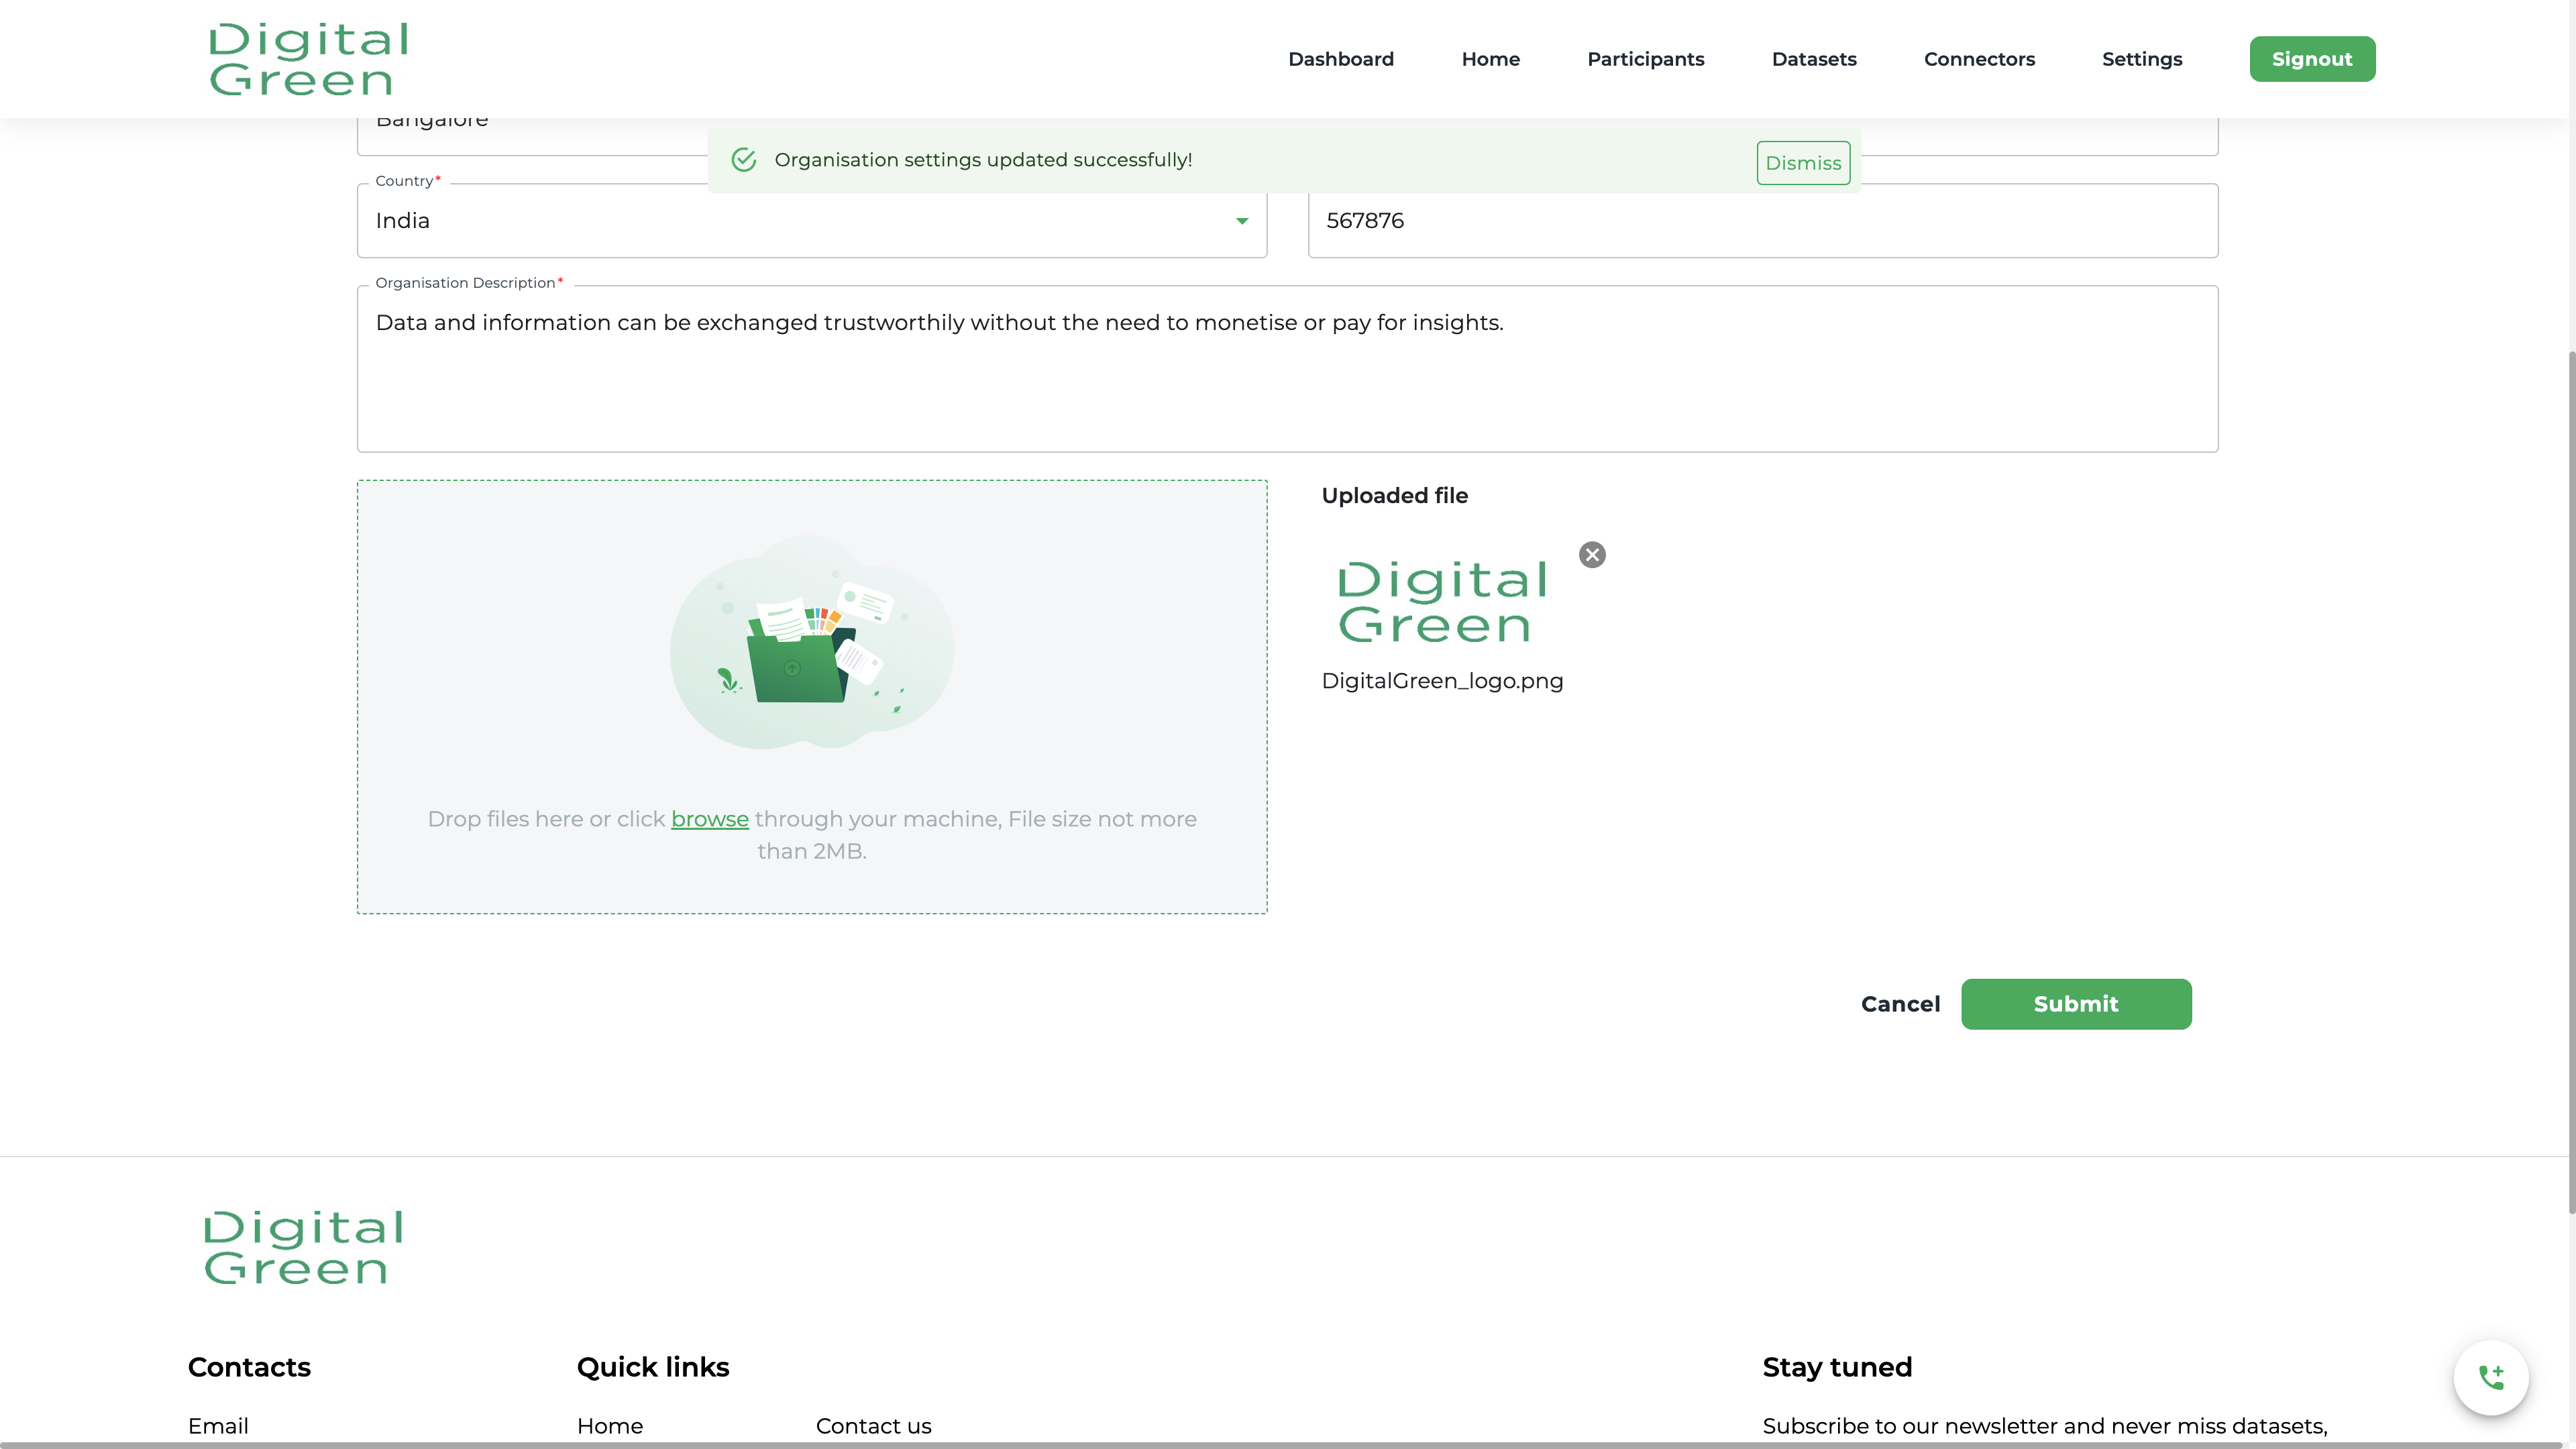 Digital
Green
Dashboard
Home
Participants
Datasets
Connectors
Settings
Signout
Bangalore
Organisation settings updated successfully!
Dismiss
Country*
India
567876
Organisation Description*
Data and information can be exchanged trustworthily without the need to monetise or pay for insights.
Drop files here or click browse through your machine, File size not more
than 2MB.
Uploaded file
Digital
Green
DigitalGreen_logo.png
Cancel
Submit
Digital
Green
Contacts
Email
Quick links
Home
Contact us
Stay tuned
Subscribe to our newsletter and never miss datasets,